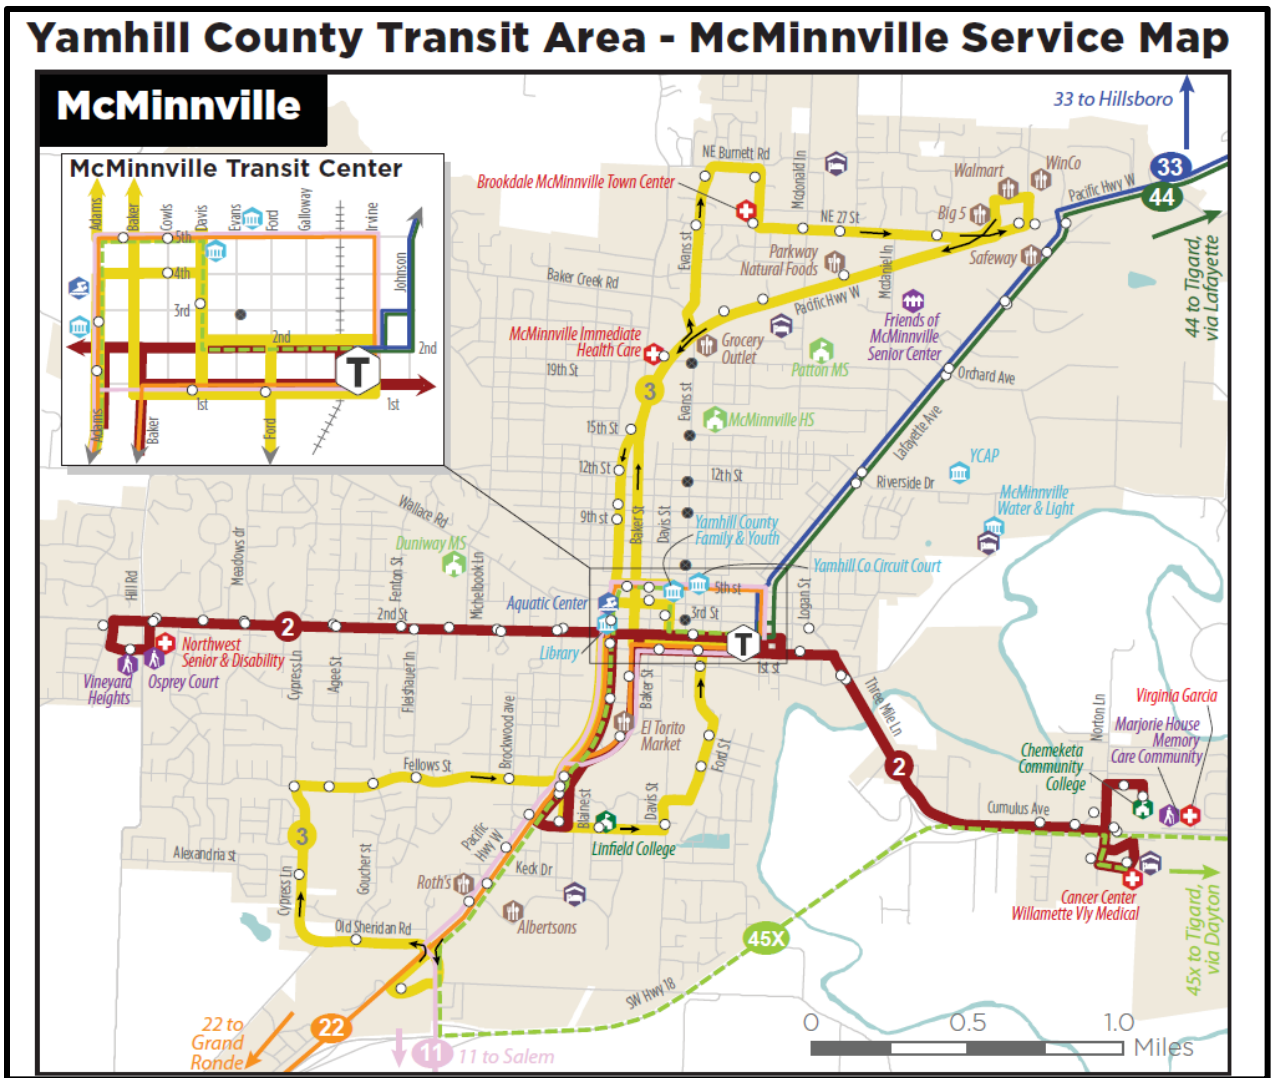 Yamhill County Transit Area - McMinnville Service Map
McMinnville
33 to Hillsboro
McMinnville Transit Center
Adams
Baker
Cowls
Davis
Evans
Ford
Galloway
Irvine
5th
4th
3rd
2nd
2nd
Johnson
T
1st
1st
Adams
Baker
Ford
NE Burnett Rd
Brookdale McMinnville Town Center
Mcdonald ln
Walmart
WinCo
Pacific Hwy W
33
44
Big 5
NE 27 St
Evans st
Parkway
Natural Foods
Mcdaniel ln
Safeway
44 to Tigard,
via Lafayette
Baker Creek Rd
Pacific Hwy W
Friends of
McMinnville
Senior Center
McMinnville Immediate
Health Care
Grocery
Outlet
Patton MS
19th St
Orchard Ave
3
Evans st
McMinnville HS
15th St
Lafayette Ave
12th St
12th St
YCAP
Riverside Dr
9th st
Baker St
Davis St
McMinnville
Water & Light
Wallace Rd
Yamhill County
Family & Youth
Duniway MS
Meadows dr
Hill Rd
Fenton St
Michelbook Ln
Yamhill Co Circuit Court
5th st
Aquatic Center
3rd St
Logan St
2nd St
2
T
Library
1st st
Northwest
Senior & Disability
Vineyard
Heights
Osprey Court
Cypress Ln
Agee St
Fleishauer ln
Baker St
Three Mile Ln
Brockwood ave
El Torito
Market
Ford St
Norton Ln
Virginia Garcia
Marjorie House
Memory
Care Community
Chemeketa
Community
College
2
Fellows St
Blaine st
Davis St
Cumulus Ave
3
Pacific
Hwy W
Linfield College
Alexandria st
Goucher st
Keck Dr
Cypress Ln
Roth's
Albertsons
Cancer Center
Willamette Vly Medical
Old Sheridan Rd
45X
45x to Tigard,
via Dayton
SW Hwy 18
22 to
Grand
Ronde
22
11
11 to Salem
0
0.5
1.0
Miles